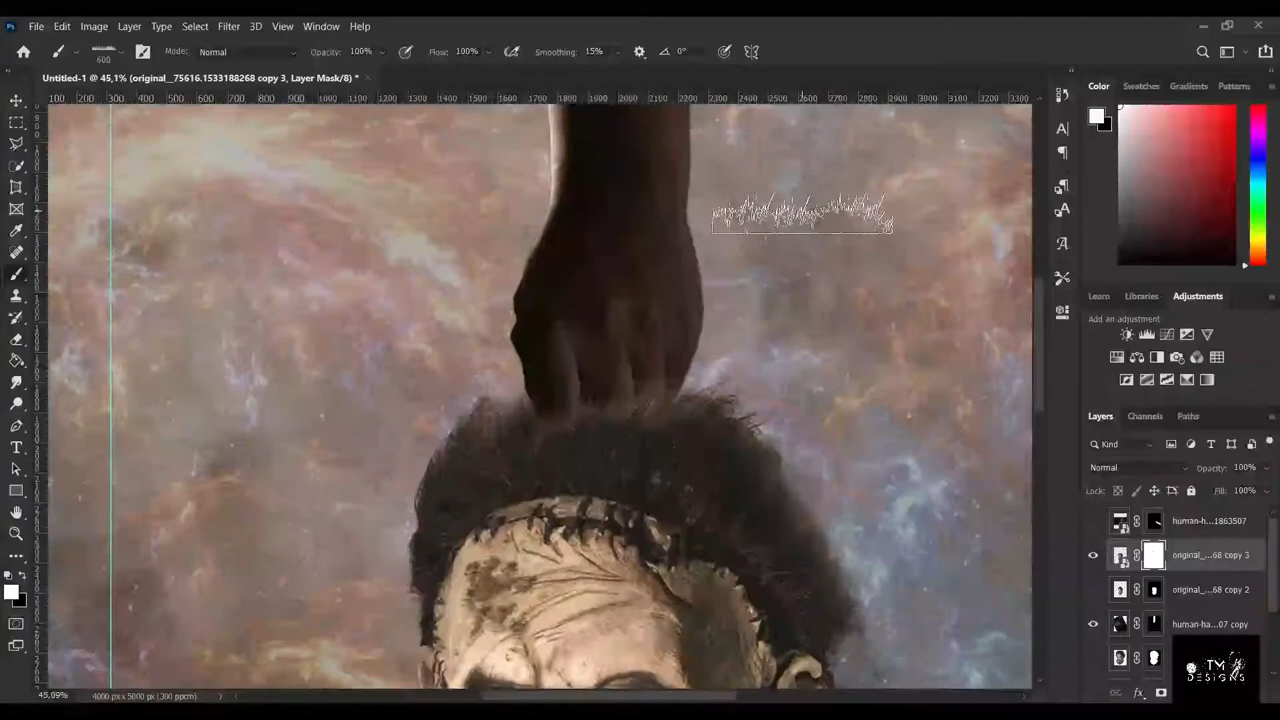 Ps File Edit Image Layer Type Select Filter 3D View Window Help
600 Mode: Normal Opacity: 100% Flow: 100% Smoothing: 15% 0°
Untitled-1 @ 45,1% (original__75616.1533188268 copy 3, Layer Mask/8) *
100 200 300 400 500 600 700 800 900 1000 1100 1200 1300 1400 1500 1600 1700 1800 1900 2000 2100 2200 2300 2400 2500 2600 2700 2800 2900 3000 3100 3200 3300
Color Swatches Gradients Patterns
Learn Libraries Adjustments
Add an adjustment
Layers Channels Paths
Kind
Normal Opacity: 100%
Lock: Fill: 100%
human-h...1863507
original_...68 copy 3
original_...68 copy 2
human-ha...07 copy
45,09% 4000 px x 5000 px (300 ppcm)
TM
DESIGNS